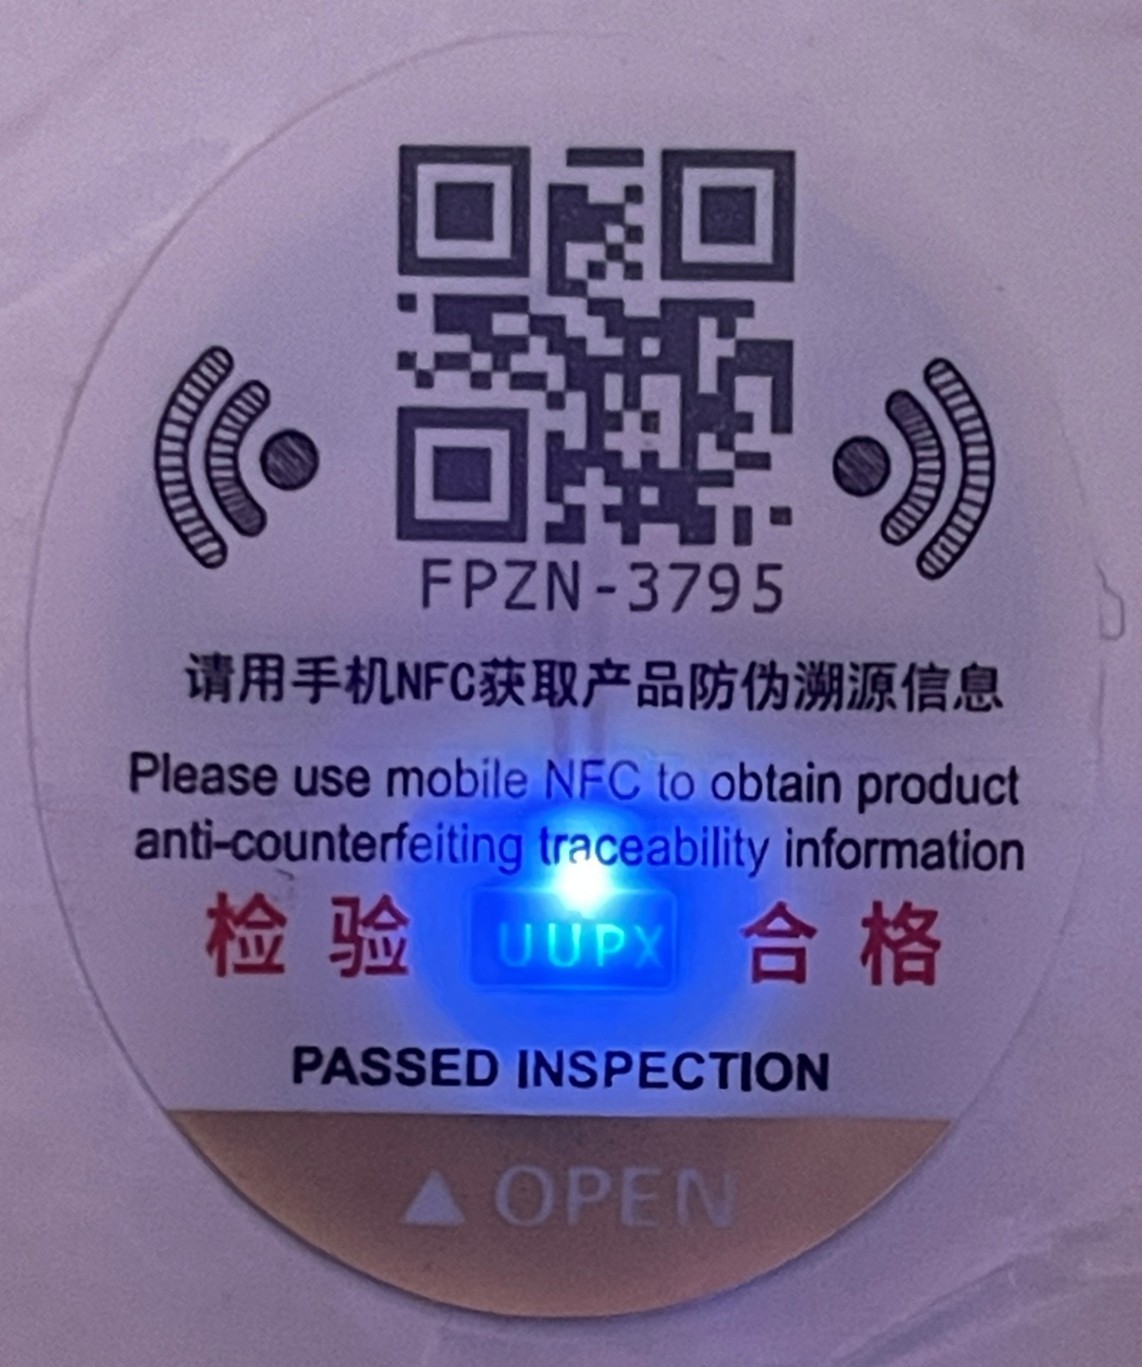 FPZN-3795
请用手机NFC获取产品防伪溯源信息
Please use mobile NFC to obtain product
anti-counterfeiting traceability information
检 验 UUPX 合 格
PASSED INSPECTION
▲ OPEN